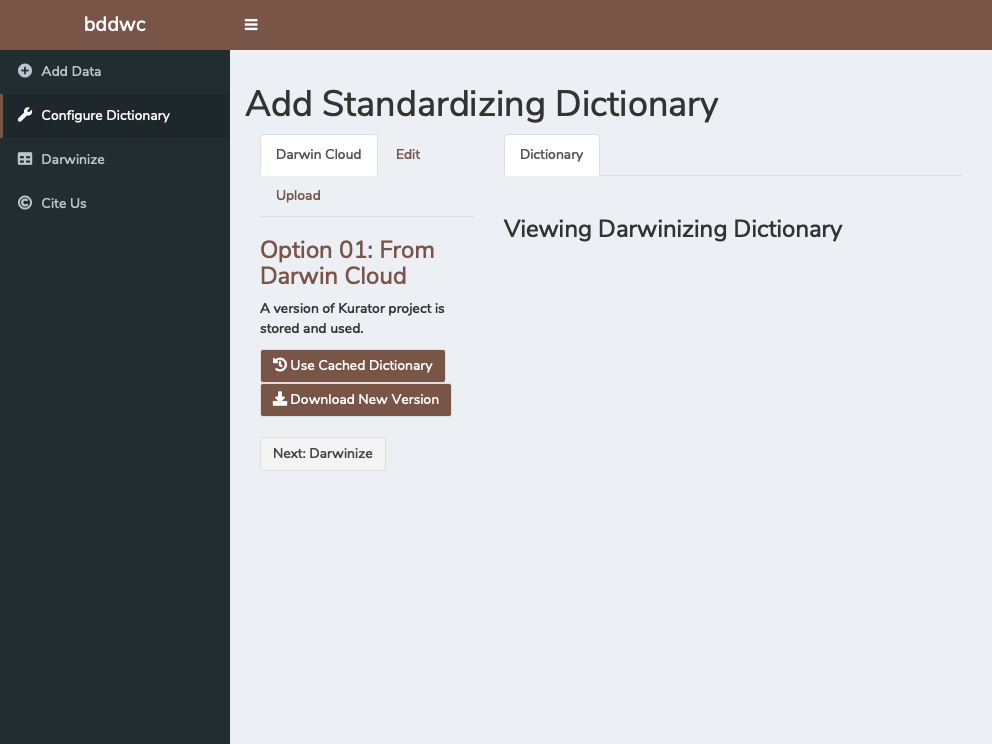 bddwc
Add Data
Configure Dictionary
Darwinize
Cite Us
Add Standardizing Dictionary
Darwin Cloud
Edit
Upload
Option 01: From
Darwin Cloud
A version of Kurator project is
stored and used.
Use Cached Dictionary
Download New Version
Next: Darwinize
Dictionary
Viewing Darwinizing Dictionary